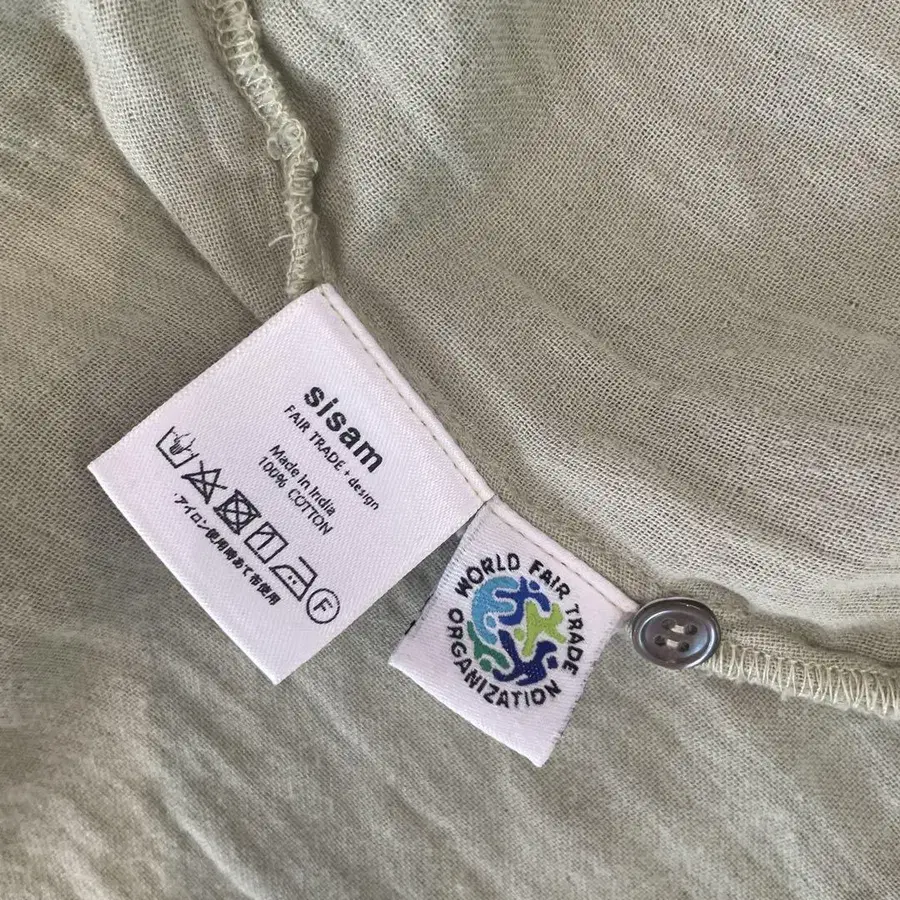 sisam
FAIR TRADE + design
Made in India
100% COTTON
F
アイロン使用時あて布使用
WORLD FAIR TRADE
ORGANIZATION